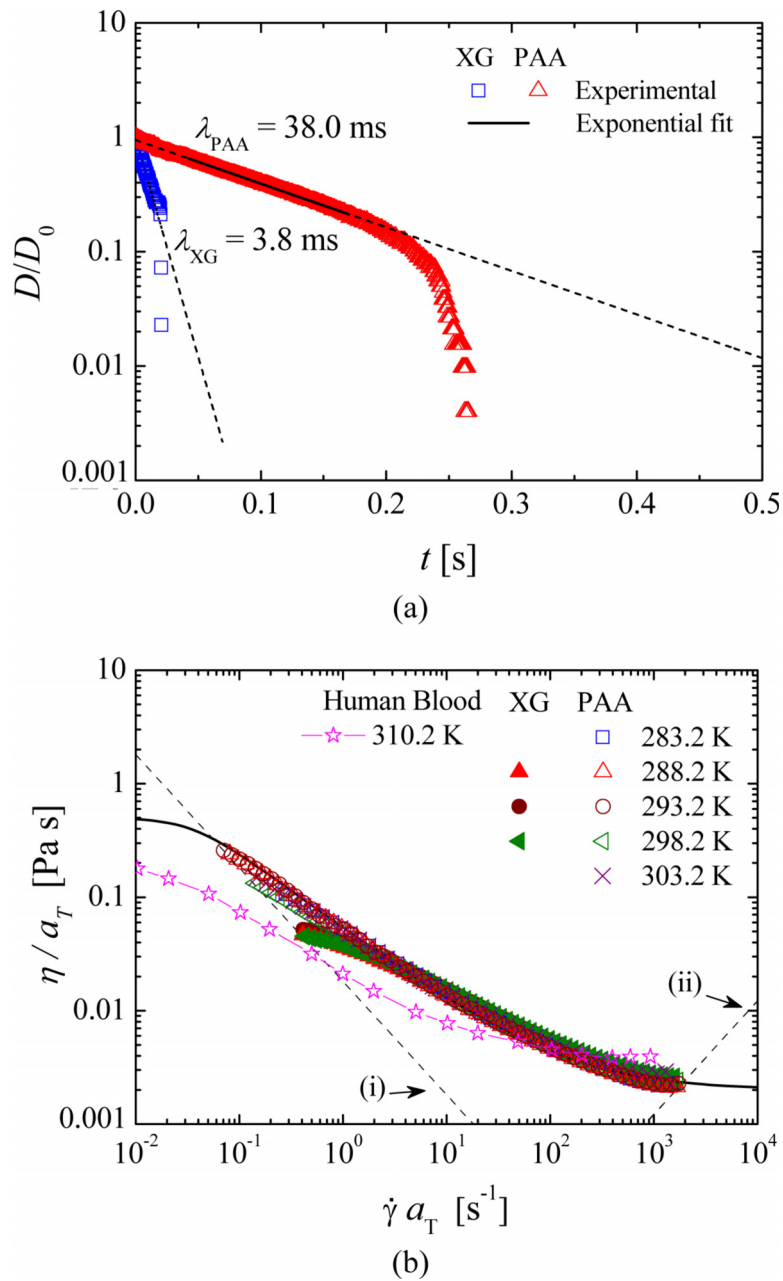 10
XG PAA
Experimental
Exponential fit
1
λPAA = 38.0 ms
0.1
λXG = 3.8 ms
D/D0
0.01
0.001
0.0 0.1 0.2 0.3 0.4 0.5
t [s]
(a)
10
Human Blood XG PAA
310.2 K 283.2 K
288.2 K
1
293.2 K
298.2 K
303.2 K
0.1
η / aT [Pa s]
(ii)
0.01
(i)
0.001
10⁻² 10⁻¹ 10⁰ 10¹ 10² 10³ 10⁴
γ̇ aT [s⁻¹]
(b)